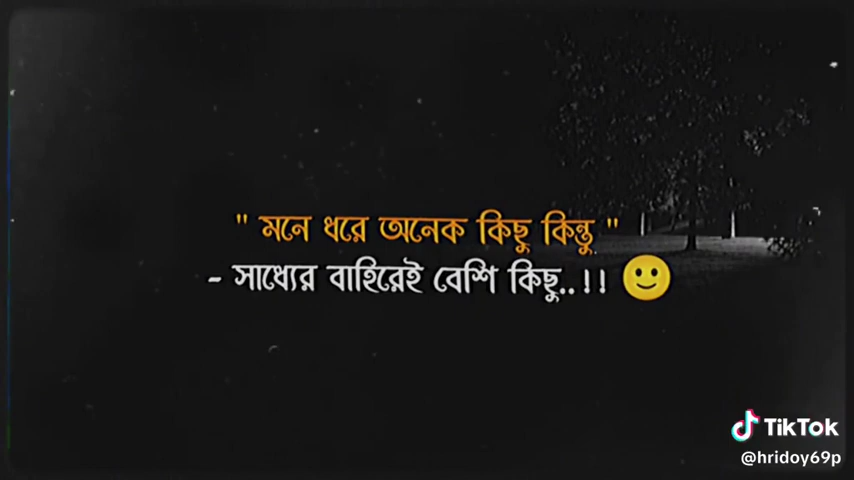 " মনে ধরে অনেক কিছু কিন্তু "
- সাধ্যের বাহিরেই বেশি কিছু..!! 🙂
TikTok
@hridoy69p